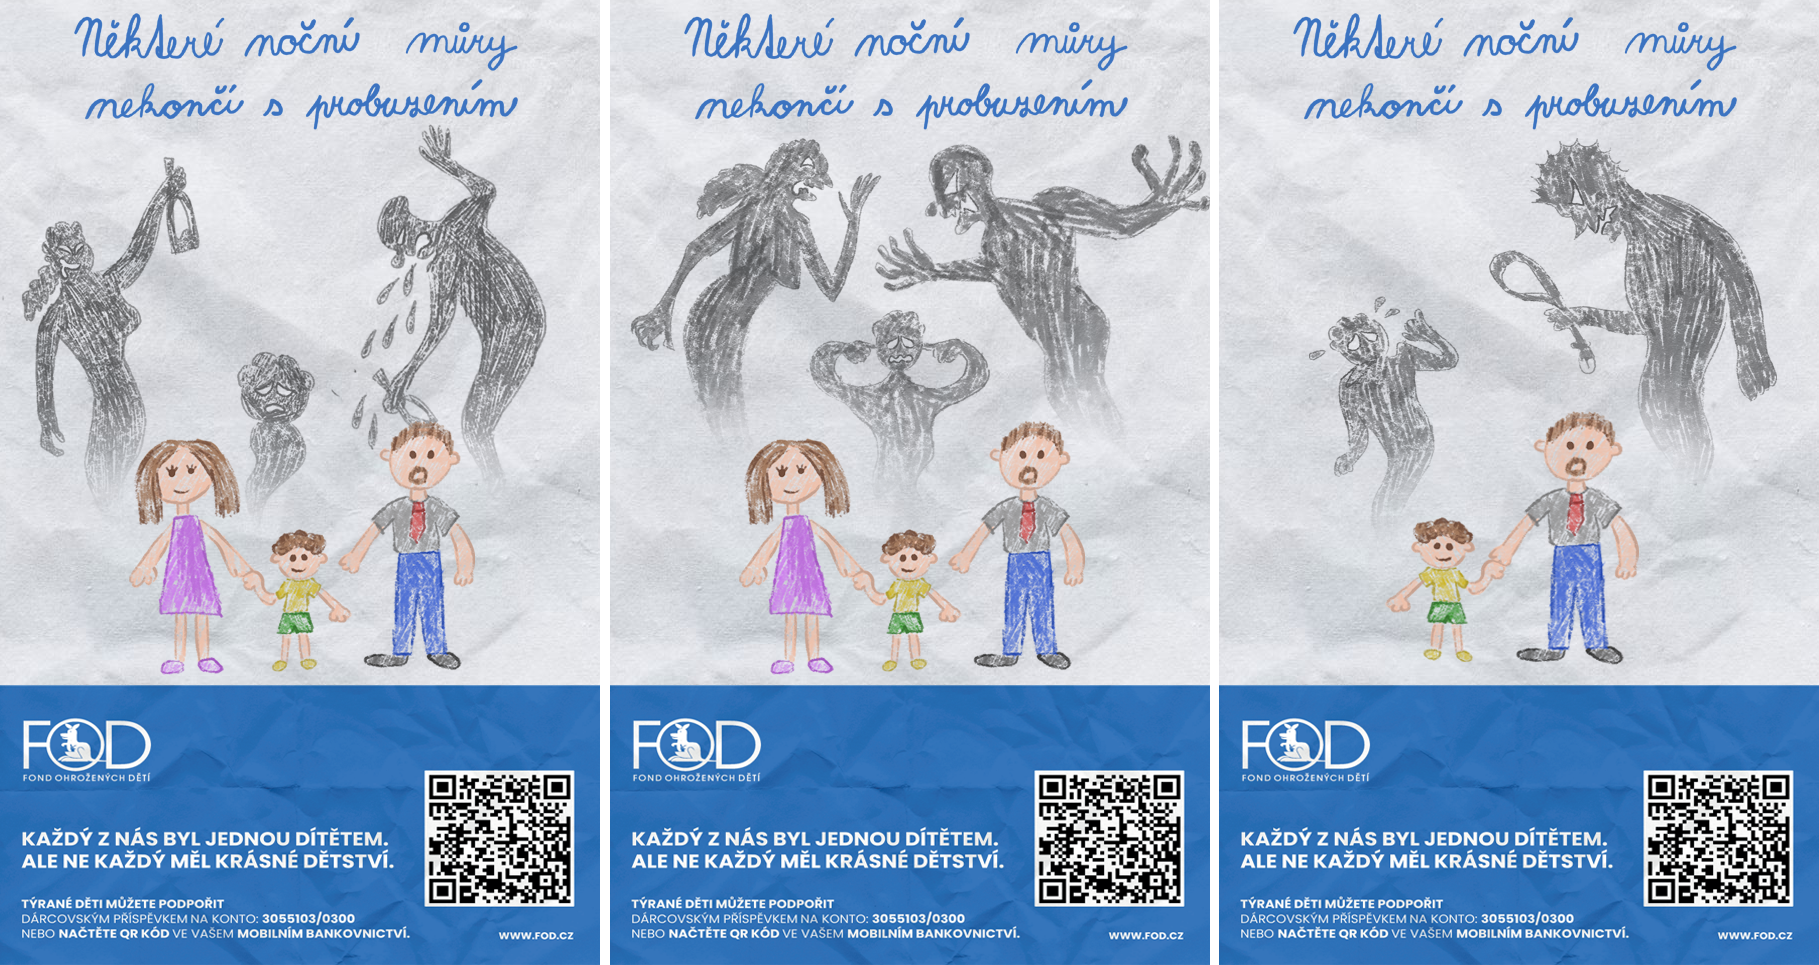 Některé noční můry
nekončí s probuzením
FOD
FOND OHROŽENÝCH DĚTÍ
KAŽDÝ Z NÁS BYL JEDNOU DÍTĚTEM.
ALE NE KAŽDÝ MĚL KRÁSNÉ DĚTSTVÍ.
TÝRANÉ DĚTI MŮŽETE PODPOŘIT
DÁRCOVSKÝM PŘÍSPĚVKEM NA KONTO: 3055103/0300
NEBO NAČTĚTE QR KÓD VE VAŠEM MOBILNÍM BANKOVNICTVÍ.
WWW.FOD.CZ
Některé noční můry
nekončí s probuzením
FOD
FOND OHROŽENÝCH DĚTÍ
KAŽDÝ Z NÁS BYL JEDNOU DÍTĚTEM.
ALE NE KAŽDÝ MĚL KRÁSNÉ DĚTSTVÍ.
TÝRANÉ DĚTI MŮŽETE PODPOŘIT
DÁRCOVSKÝM PŘÍSPĚVKEM NA KONTO: 3055103/0300
NEBO NAČTĚTE QR KÓD VE VAŠEM MOBILNÍM BANKOVNICTVÍ.
WWW.FOD.CZ
Některé noční můry
nekončí s probuzením
FOD
FOND OHROŽENÝCH DĚTÍ
KAŽDÝ Z NÁS BYL JEDNOU DÍTĚTEM.
ALE NE KAŽDÝ MĚL KRÁSNÉ DĚTSTVÍ.
TÝRANÉ DĚTI MŮŽETE PODPOŘIT
DÁRCOVSKÝM PŘÍSPĚVKEM NA KONTO: 3055103/0300
NEBO NAČTĚTE QR KÓD VE VAŠEM MOBILNÍM BANKOVNICTVÍ.
WWW.FOD.CZ